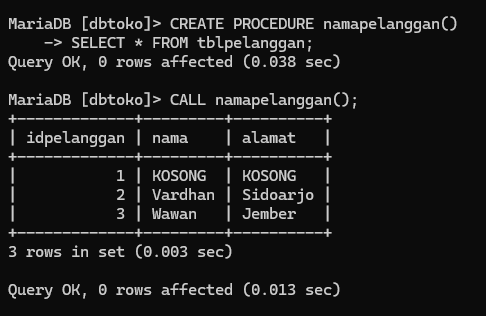 MariaDB [dbtoko]> CREATE PROCEDURE namapelanggan()
    -> SELECT * FROM tblpelanggan;
Query OK, 0 rows affected (0.038 sec)

MariaDB [dbtoko]> CALL namapelanggan();
+-------------+---------+----------+
| idpelanggan | nama    | alamat   |
+-------------+---------+----------+
|           1 | KOSONG  | KOSONG   |
|           2 | Vardhan | Sidoarjo |
|           3 | Wawan   | Jember   |
+-------------+---------+----------+
3 rows in set (0.003 sec)

Query OK, 0 rows affected (0.013 sec)